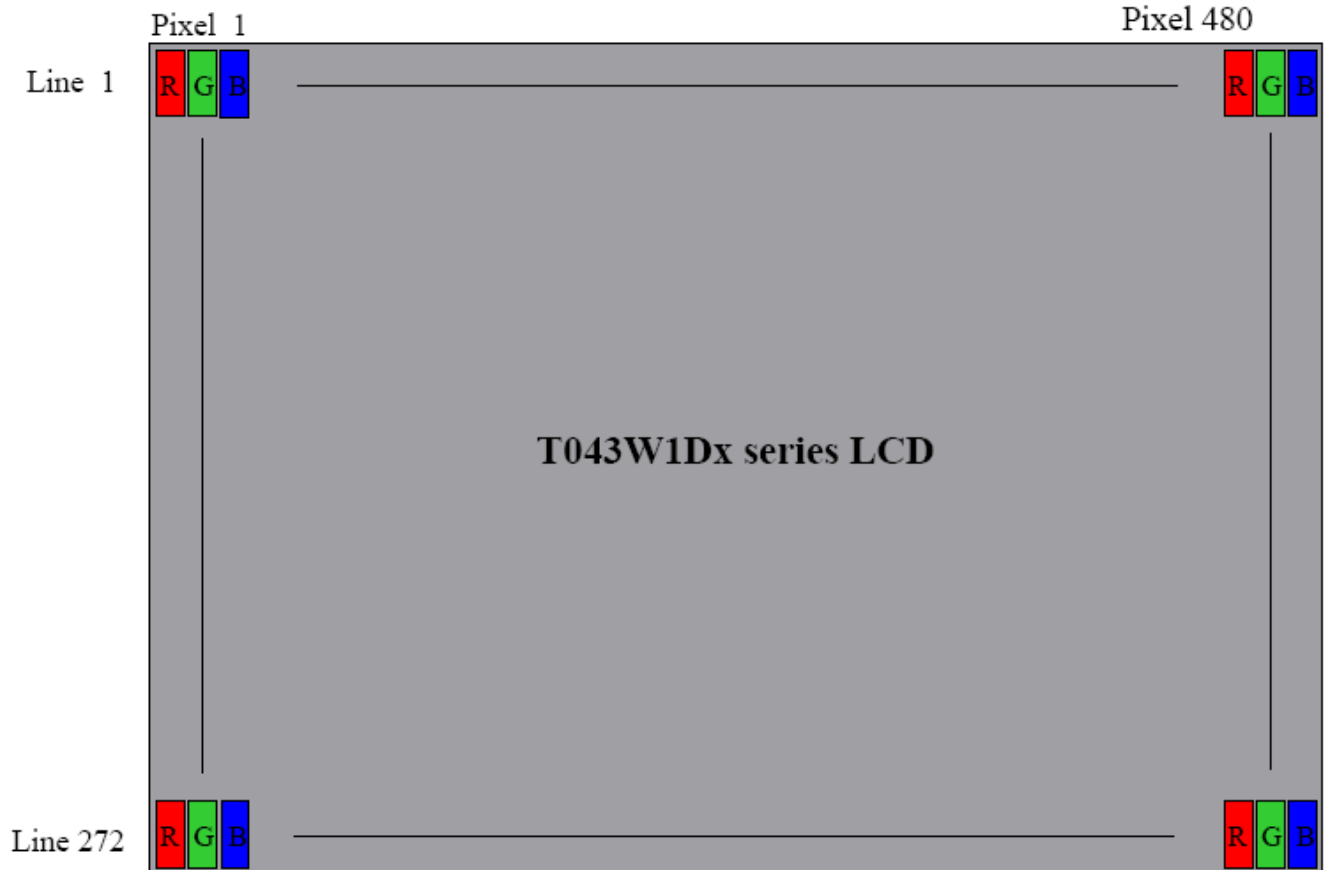 Pixel 1
Pixel 480
Line 1
R G B
R G B
T043W1Dx series LCD
Line 272
R G B
R G B